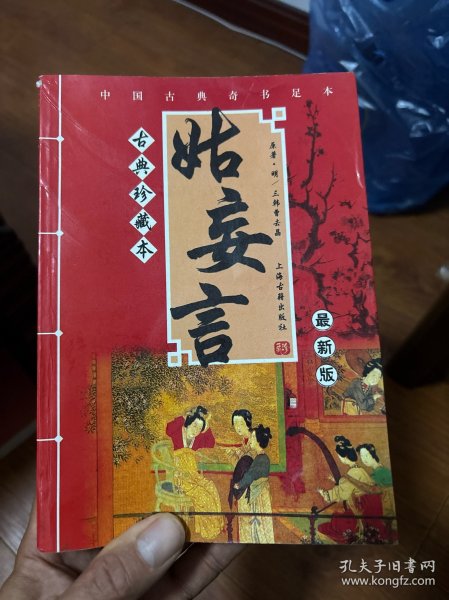 中国古典奇书足本
古典珍藏本
姑妄言
原著·明/三韩曹去晶
上海古籍出版社
最新版
孔夫子旧书网
www.kongfz.com